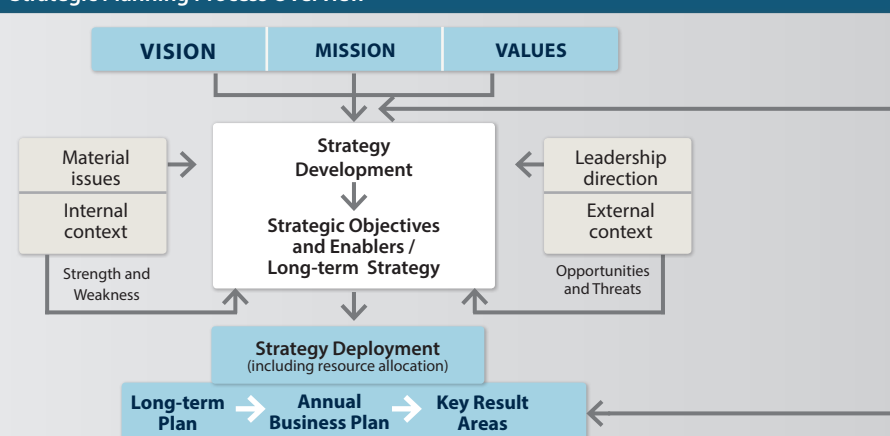 Strategic Planning Process Overview
VISION
MISSION
VALUES
Material
issues
Internal
context
Strength and
Weakness
Strategy
Development
Strategic Objectives
and Enablers /
Long-term Strategy
Leadership
direction
External
context
Opportunities
and Threats
Strategy Deployment
(including resource allocation)
Long-term
Plan
Annual
Business Plan
Key Result
Areas